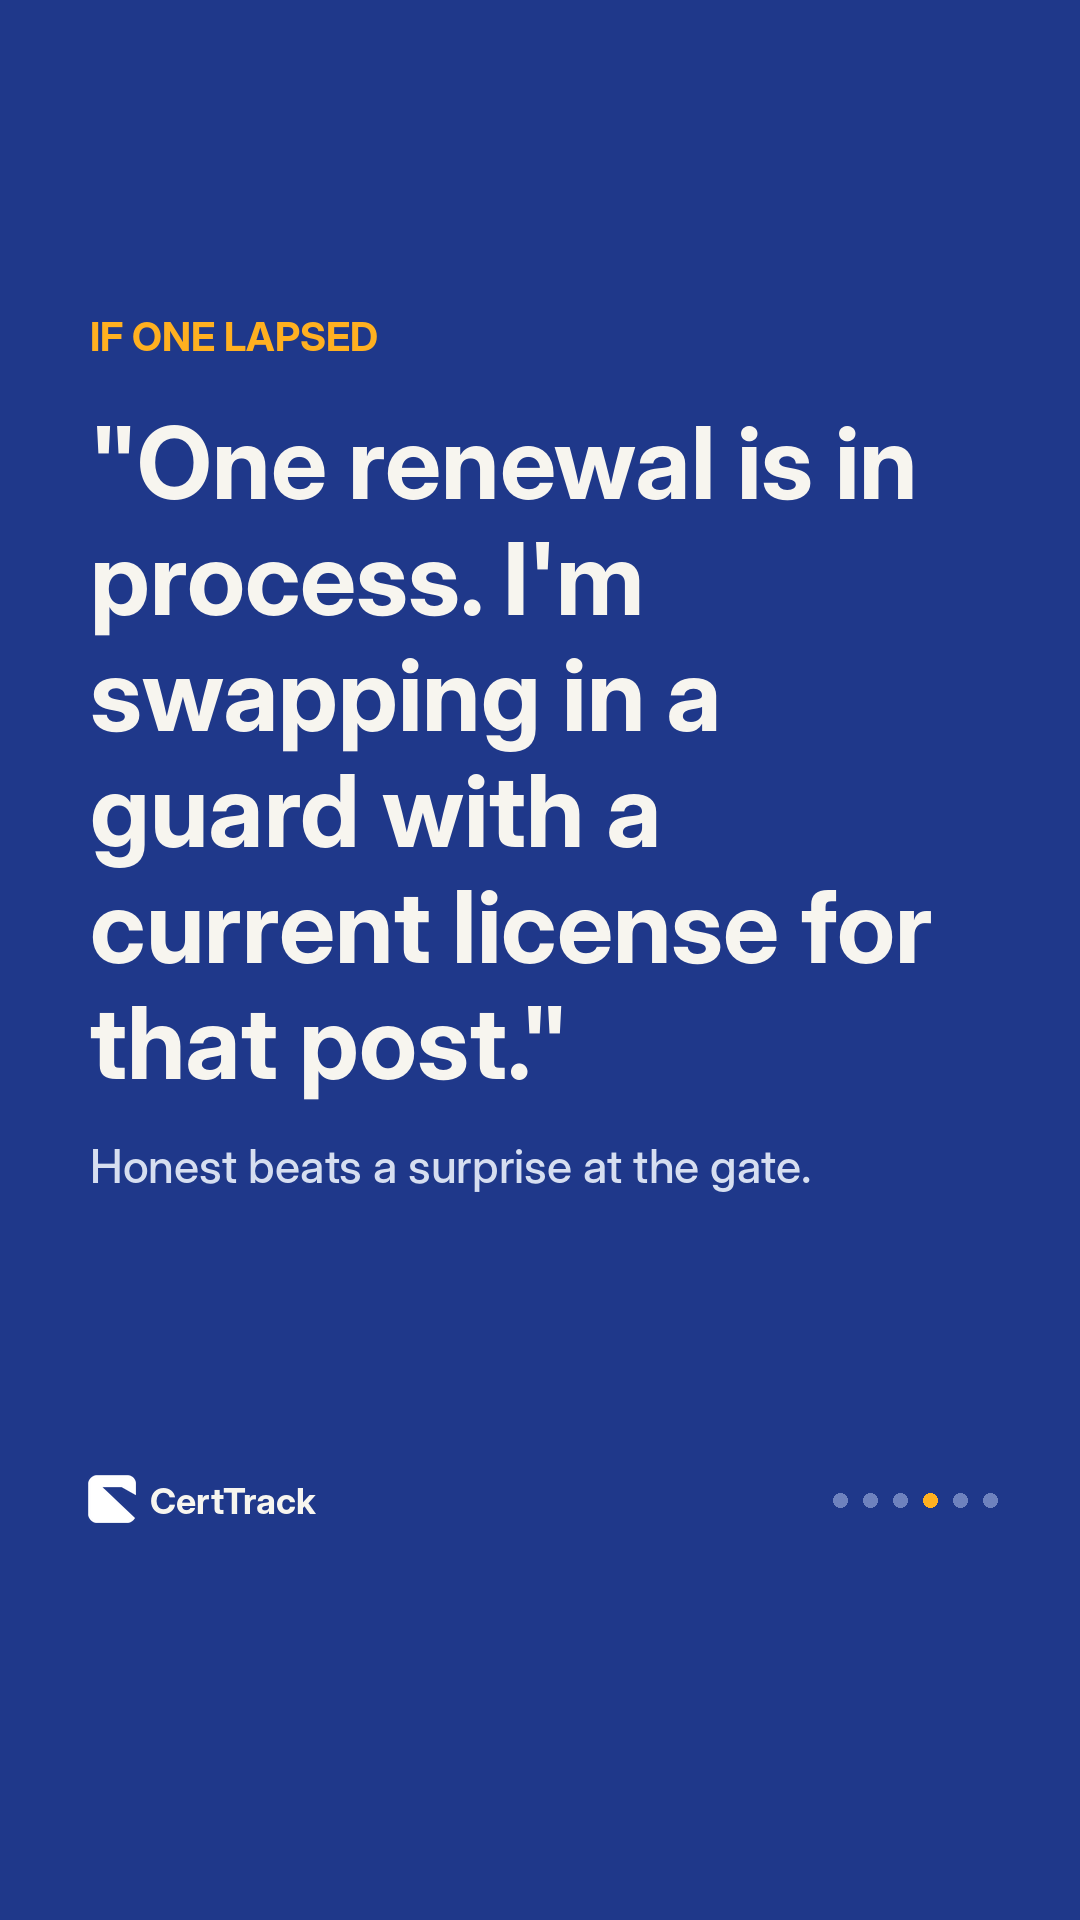 IF ONE LAPSED
"One renewal is in
process. I'm
swapping in a
guard with a
current license for
that post."
Honest beats a surprise at the gate.
CertTrack